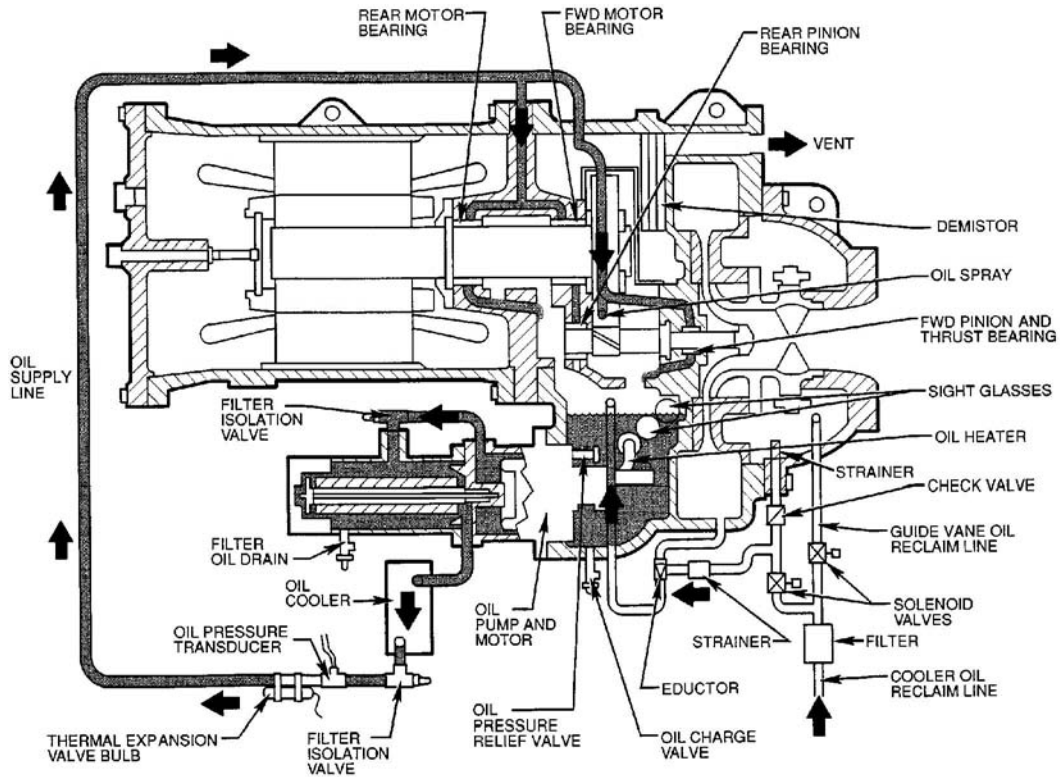 REAR MOTOR
BEARING
FWD MOTOR
BEARING
REAR PINION
BEARING
VENT
DEMISTOR
OIL SPRAY
FWD PINION AND
THRUST BEARING
SIGHT GLASSES
OIL HEATER
STRAINER
CHECK VALVE
GUIDE VANE OIL
RECLAIM LINE
SOLENOID
VALVES
FILTER
COOLER OIL
RECLAIM LINE
OIL
SUPPLY
LINE
FILTER
ISOLATION
VALVE
FILTER
OIL DRAIN
OIL
COOLER
OIL PRESSURE
TRANSDUCER
THERMAL EXPANSION
VALVE BULB
FILTER
ISOLATION
VALVE
OIL
PUMP AND
MOTOR
OIL
PRESSURE
RELIEF VALVE
OIL CHARGE
VALVE
EDUCTOR
STRAINER